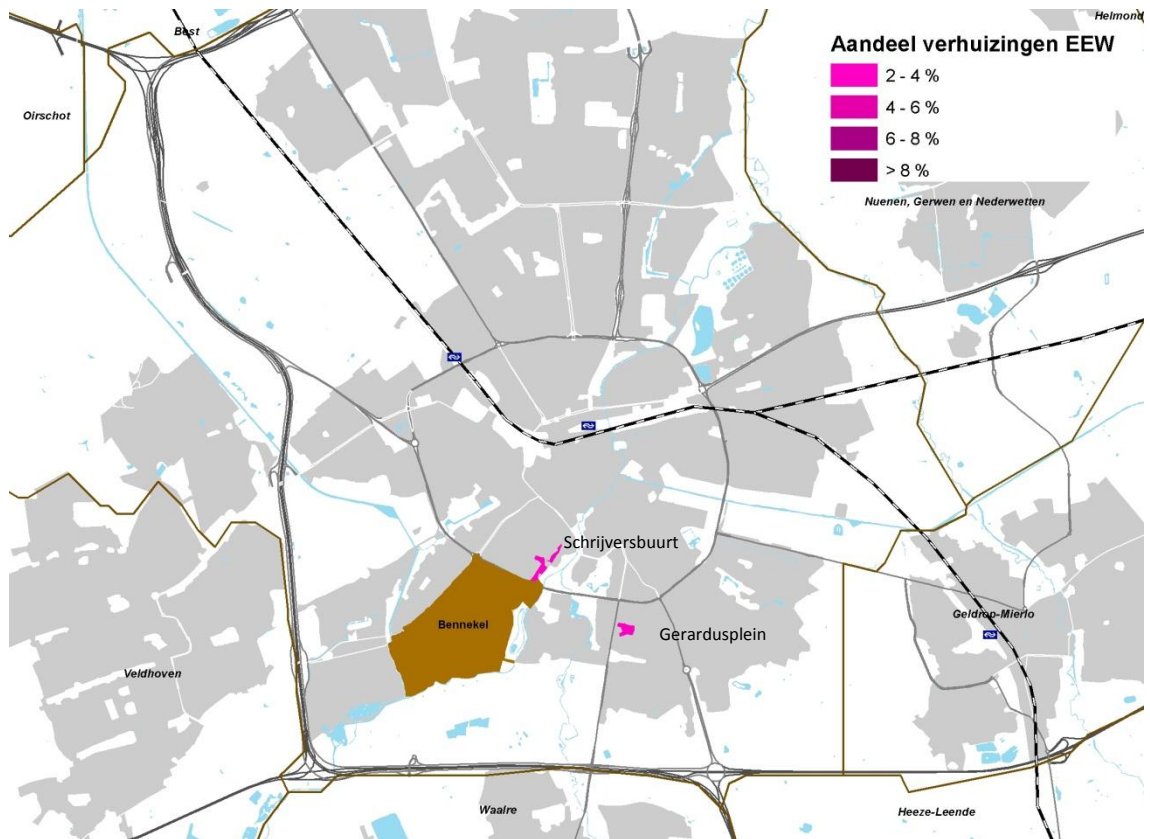 Best
Helmond
Aandeel verhuizingen EEW
2 - 4 %
4 - 6 %
6 - 8 %
> 8 %
Oirschot
Nuenen, Gerwen en Nederwetten
Schrijversbuurt
Bennekel
Gerardusplein
Geldrop-Mierlo
Veldhoven
Waalre
Heeze-Leende